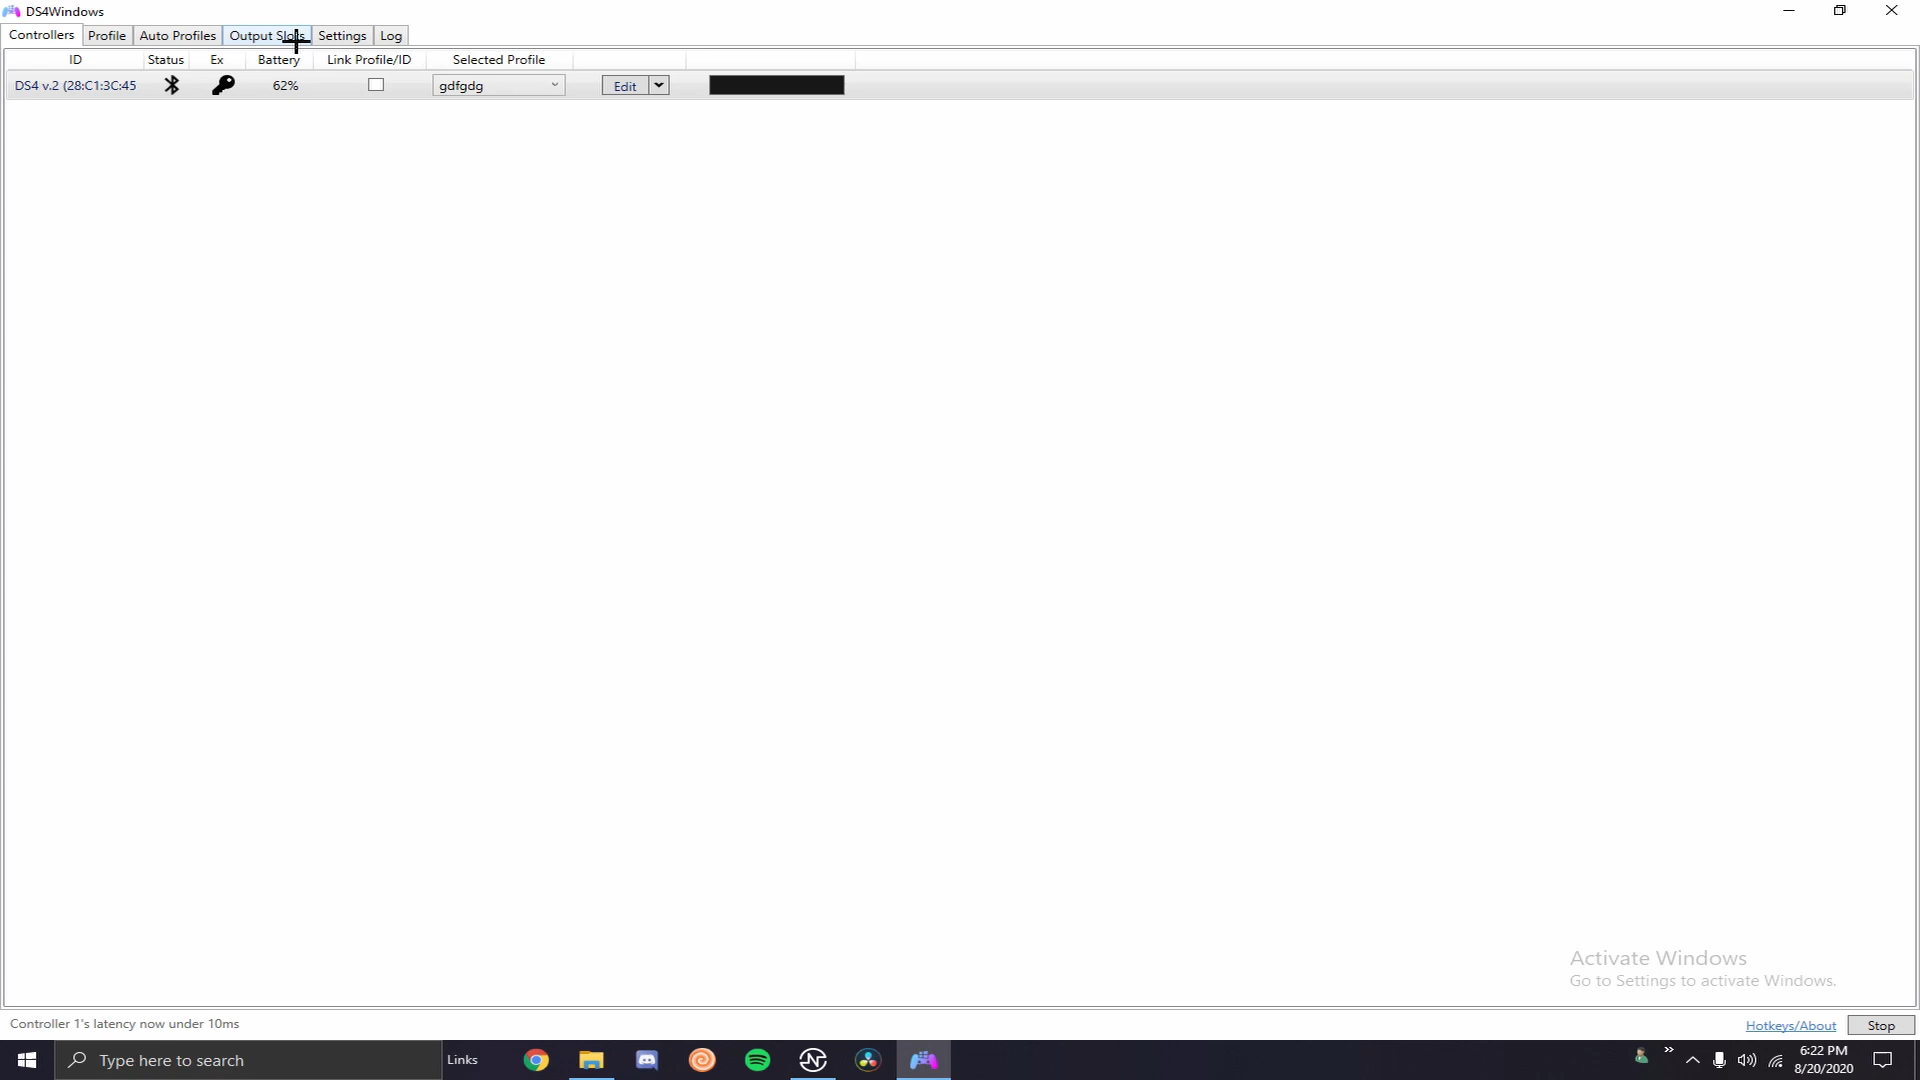 DS4Windows
Controllers Profile Auto Profiles Output Slots Settings Log
ID Status Ex Battery Link Profile/ID Selected Profile
DS4 v.2 (28:C1:3C:45 62% gdfgdg Edit
Activate Windows
Go to Settings to activate Windows.
Controller 1's latency now under 10ms Hotkeys/About Stop
Type here to search Links 6:22 PM
8/20/2020